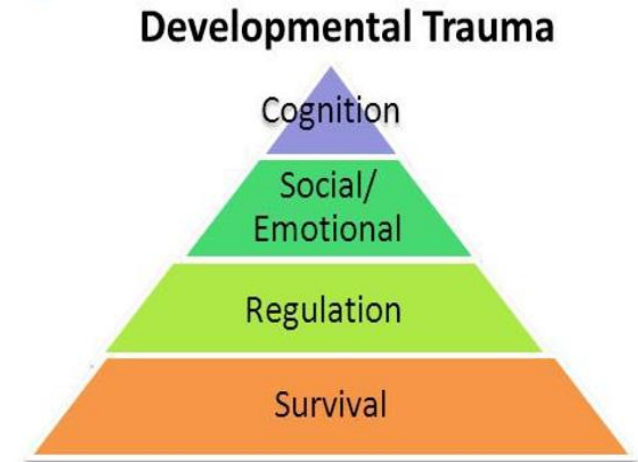 Developmental Trauma
Cognition
Social/
Emotional
Regulation
Survival